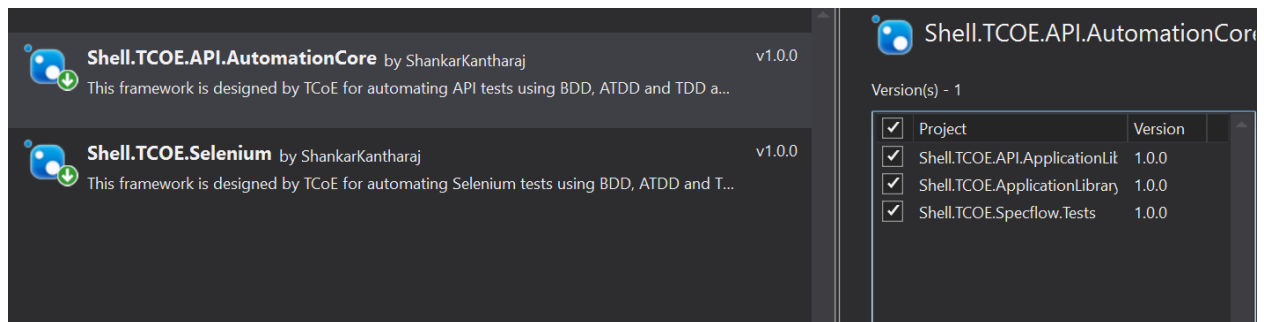 Shell.TCOE.API.AutomationCore by ShankarKantharaj v1.0.0
This framework is designed by TCoE for automating API tests using BDD, ATDD and TDD a...
Shell.TCOE.Selenium by ShankarKantharaj v1.0.0
This framework is designed by TCoE for automating Selenium tests using BDD, ATDD and T...
Shell.TCOE.API.AutomationCore
Version(s) - 1
Project Version
Shell.TCOE.API.ApplicationLit 1.0.0
Shell.TCOE.ApplicationLibrary 1.0.0
Shell.TCOE.Specflow.Tests 1.0.0